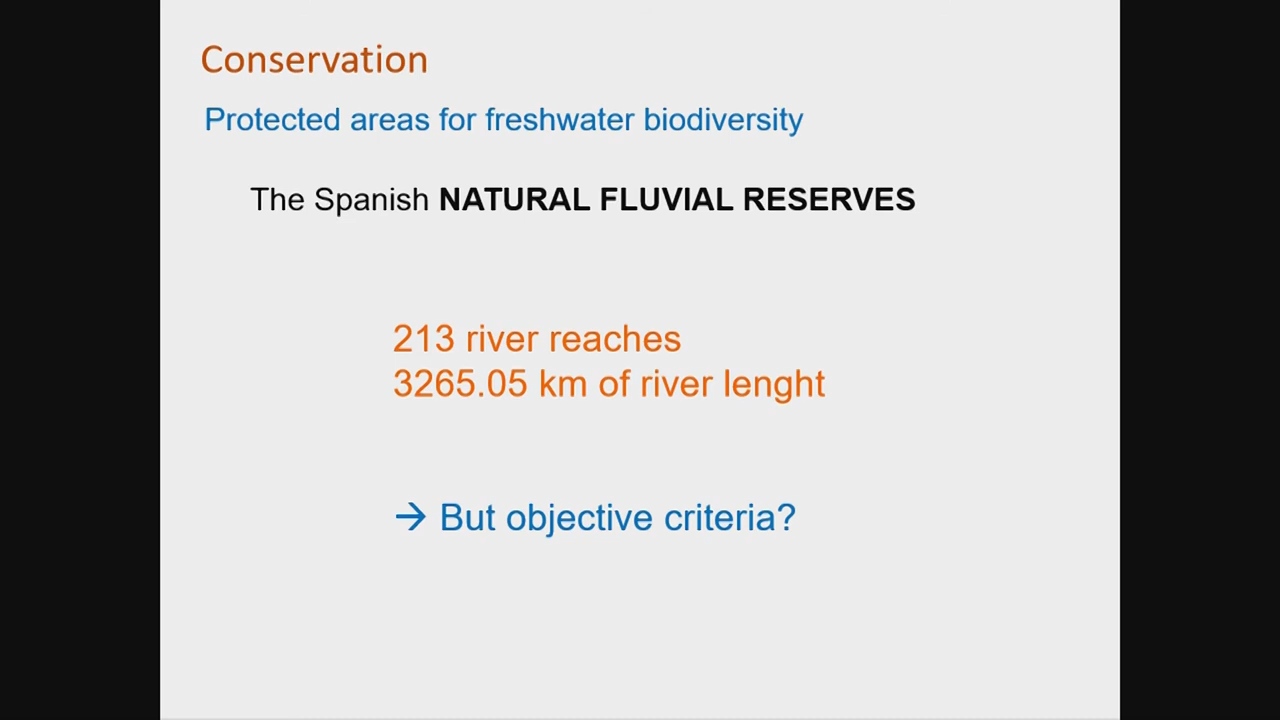 Conservation
Protected areas for freshwater biodiversity
The Spanish NATURAL FLUVIAL RESERVES
213 river reaches
3265.05 km of river lenght
→ But objective criteria?